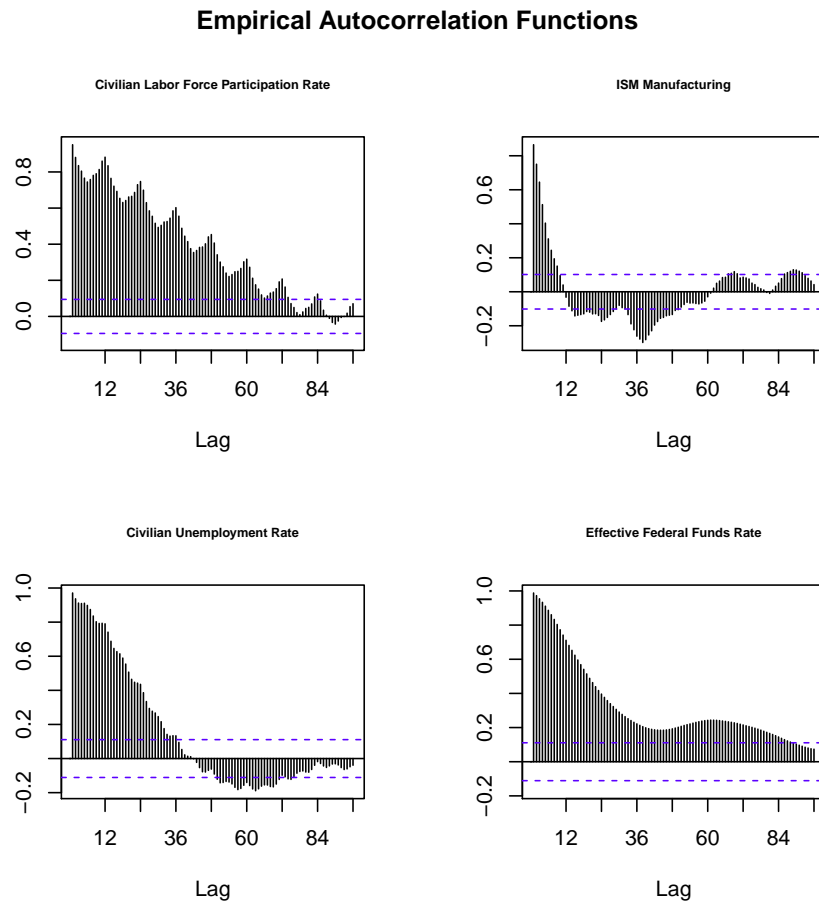 Empirical Autocorrelation Functions
Civilian Labor Force Participation Rate
0.0 0.4 0.8
12 36 60 84
Lag
ISM Manufacturing
−0.2 0.2 0.6
12 36 60 84
Lag
Civilian Unemployment Rate
−0.2 0.2 0.6 1.0
12 36 60 84
Lag
Effective Federal Funds Rate
−0.2 0.2 0.6 1.0
12 36 60 84
Lag